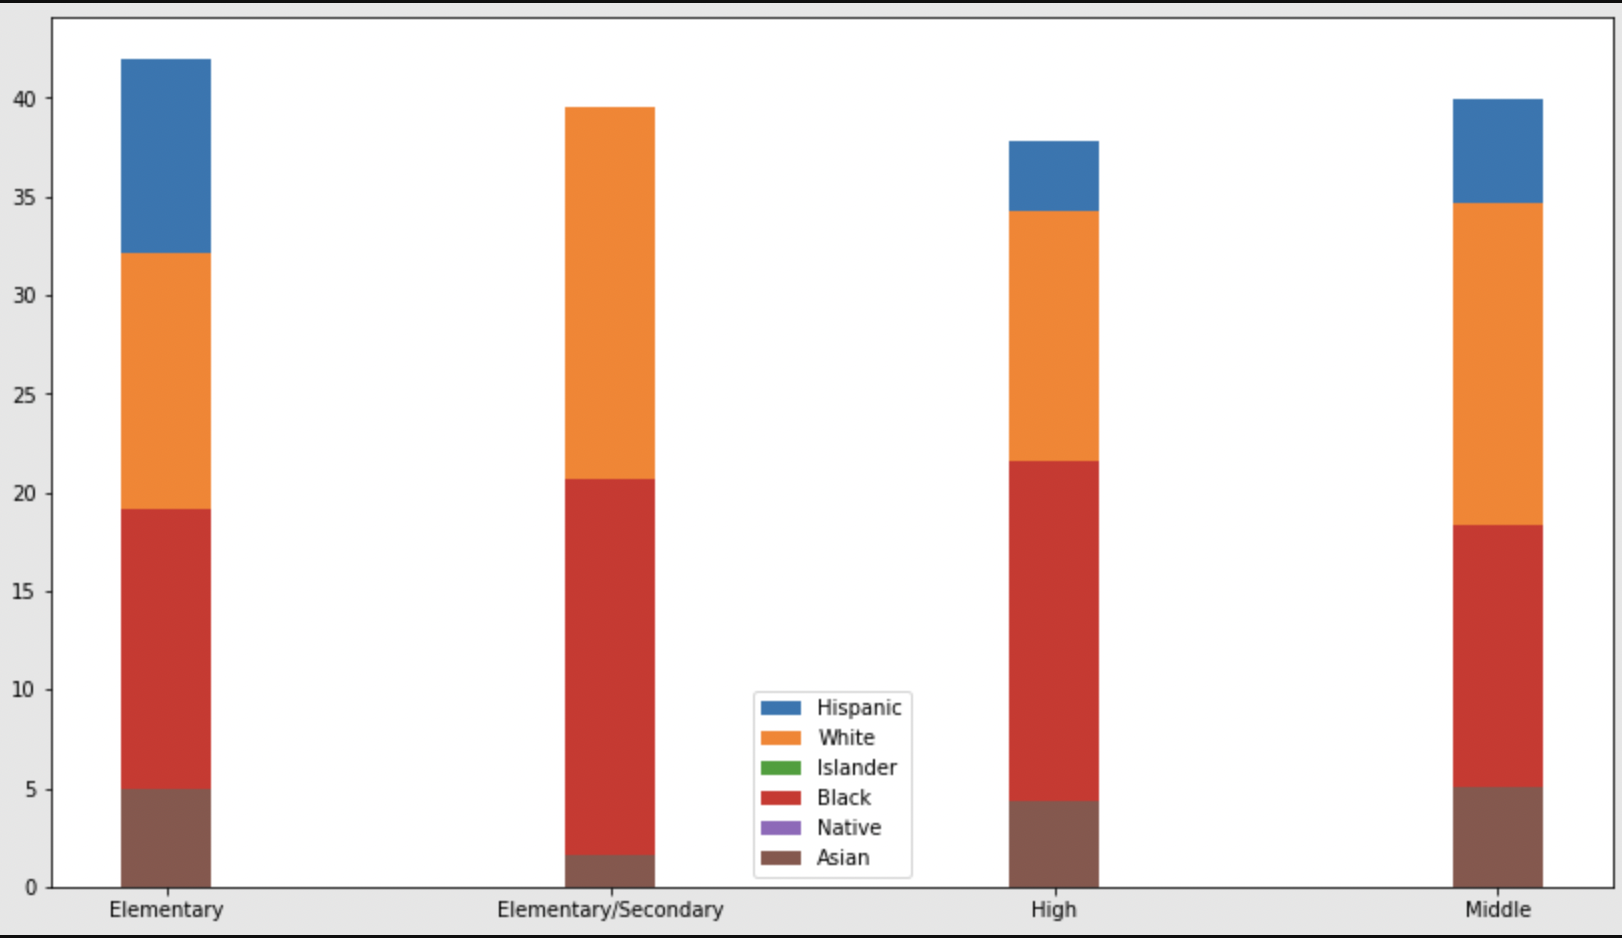 40
35
30
25
20
15
10
5
0
Hispanic
White
Islander
Black
Native
Asian
Elementary
Elementary/Secondary
High
Middle